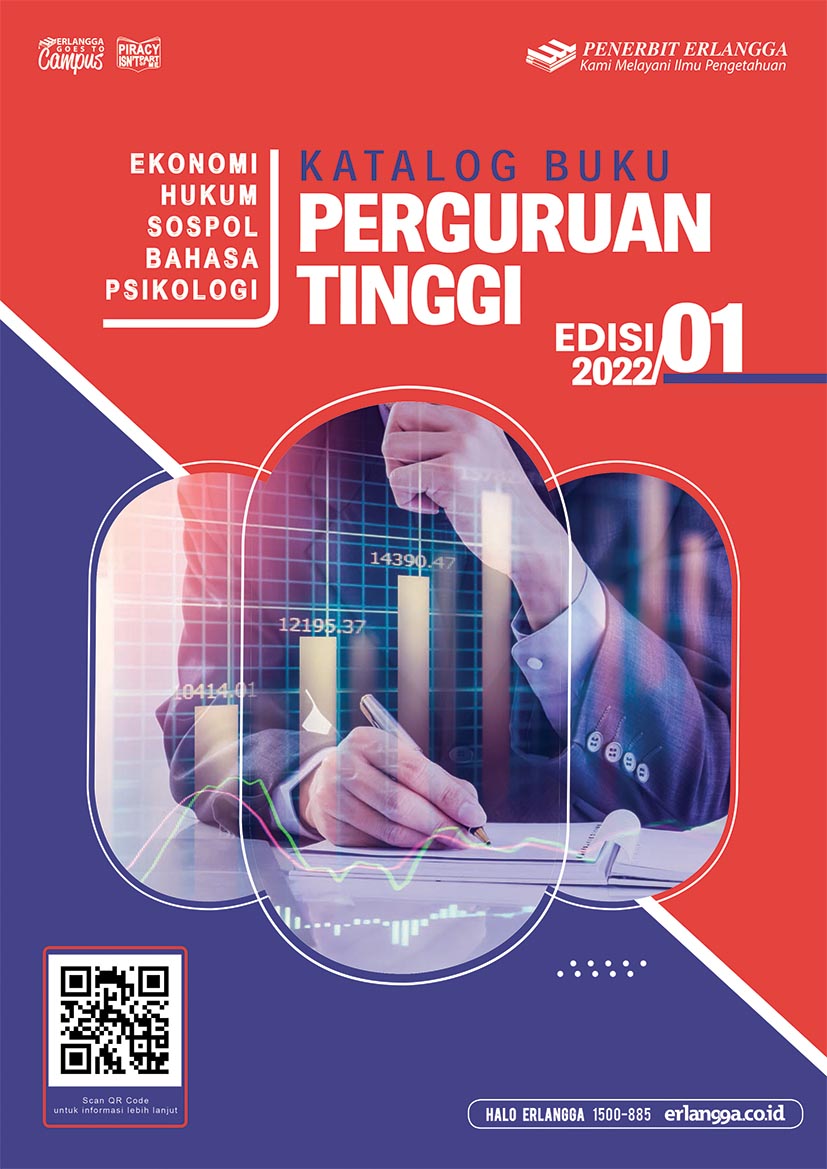 ERLANGGA
GOES TO
Campus
PIRACY
ISN'T PART
OF ME
PENERBIT ERLANGGA
Kami Melayani Ilmu Pengetahuan
EKONOMI
HUKUM
SOSPOL
BAHASA
PSIKOLOGI
KATALOG BUKU
PERGURUAN
TINGGI
EDISI
2022/01
14390.47
12195.37
10414.01
Scan QR Code
untuk informasi lebih lanjut
HALO ERLANGGA 1500-885 erlangga.co.id